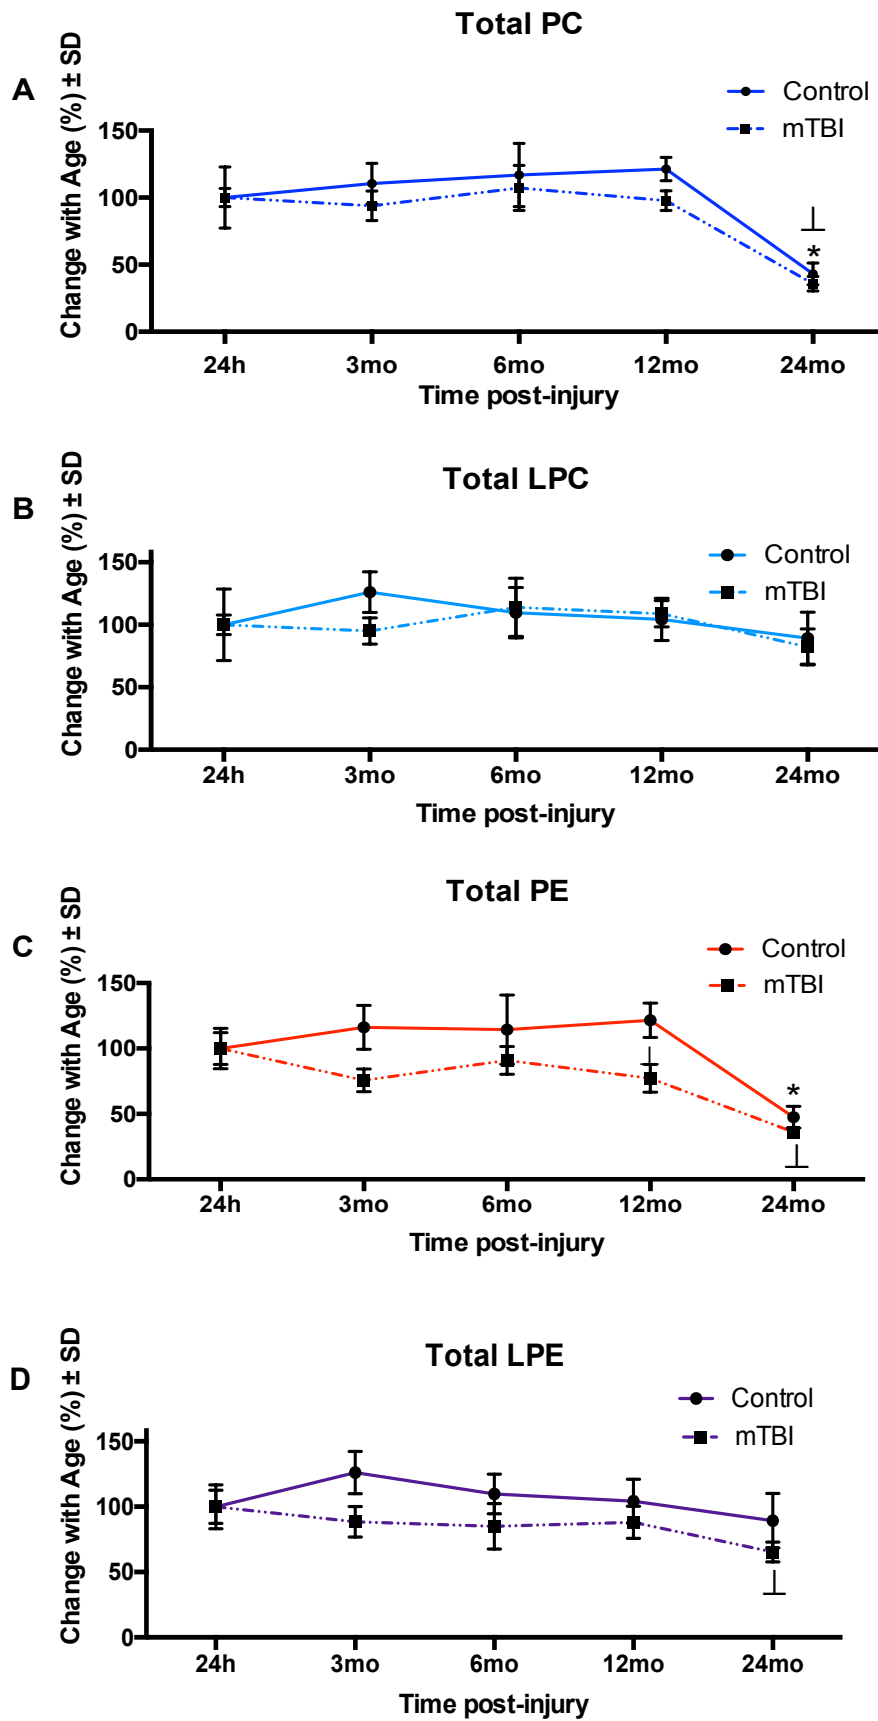 Total PC
A
Change with Age (%) ± SD
Control
mTBI
150
100
50
0
24h 3mo 6mo 12mo 24mo
⊥
*
Time post-injury
Total LPC
B
Change with Age (%) ± SD
Control
mTBI
150
100
50
0
24h 3mo 6mo 12mo 24mo
Time post-injury
Total PE
C
Change with Age (%) ± SD
Control
mTBI
150
100
50
0
⊥
*
⊥
24h 3mo 6mo 12mo 24mo
Time post-injury
Total LPE
D
Change with Age (%) ± SD
Control
mTBI
150
100
50
0
⊥
24h 3mo 6mo 12mo 24mo
Time post-injury